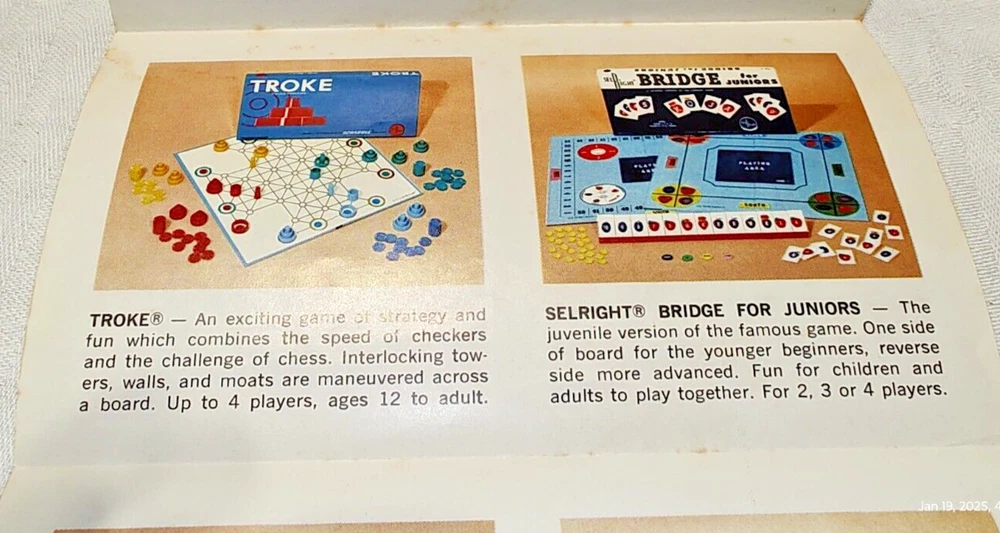 TROKE
BRIDGE for JUNIORS
PLAYING
AREA
TROKE® — An exciting game of strategy and
fun which combines the speed of checkers
and the challenge of chess. Interlocking tow-
ers, walls, and moats are maneuvered across
a board. Up to 4 players, ages 12 to adult.
SELRIGHT® BRIDGE FOR JUNIORS — The
juvenile version of the famous game. One side
of board for the younger beginners, reverse
side more advanced. Fun for children and
adults to play together. For 2, 3 or 4 players.
Jan 19, 2025,